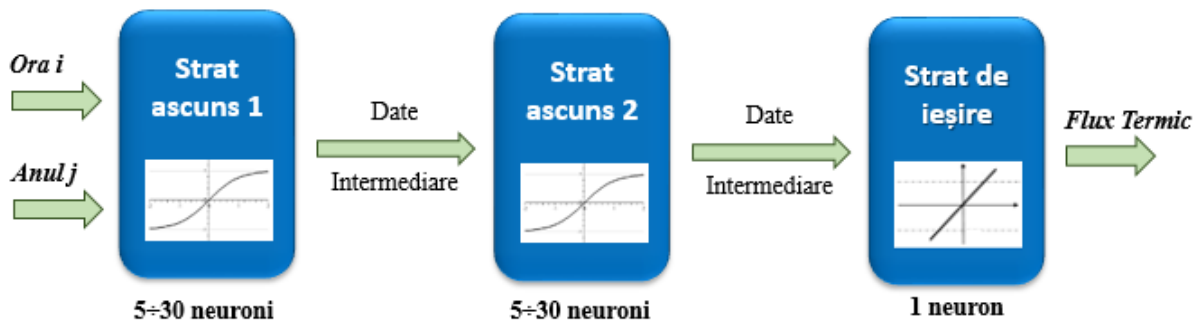 Ora i
Anul j
Strat
ascuns 1
5÷30 neuroni
Date
Intermediare
Strat
ascuns 2
5÷30 neuroni
Date
Intermediare
Strat de
ieșire
1 neuron
Flux Termic